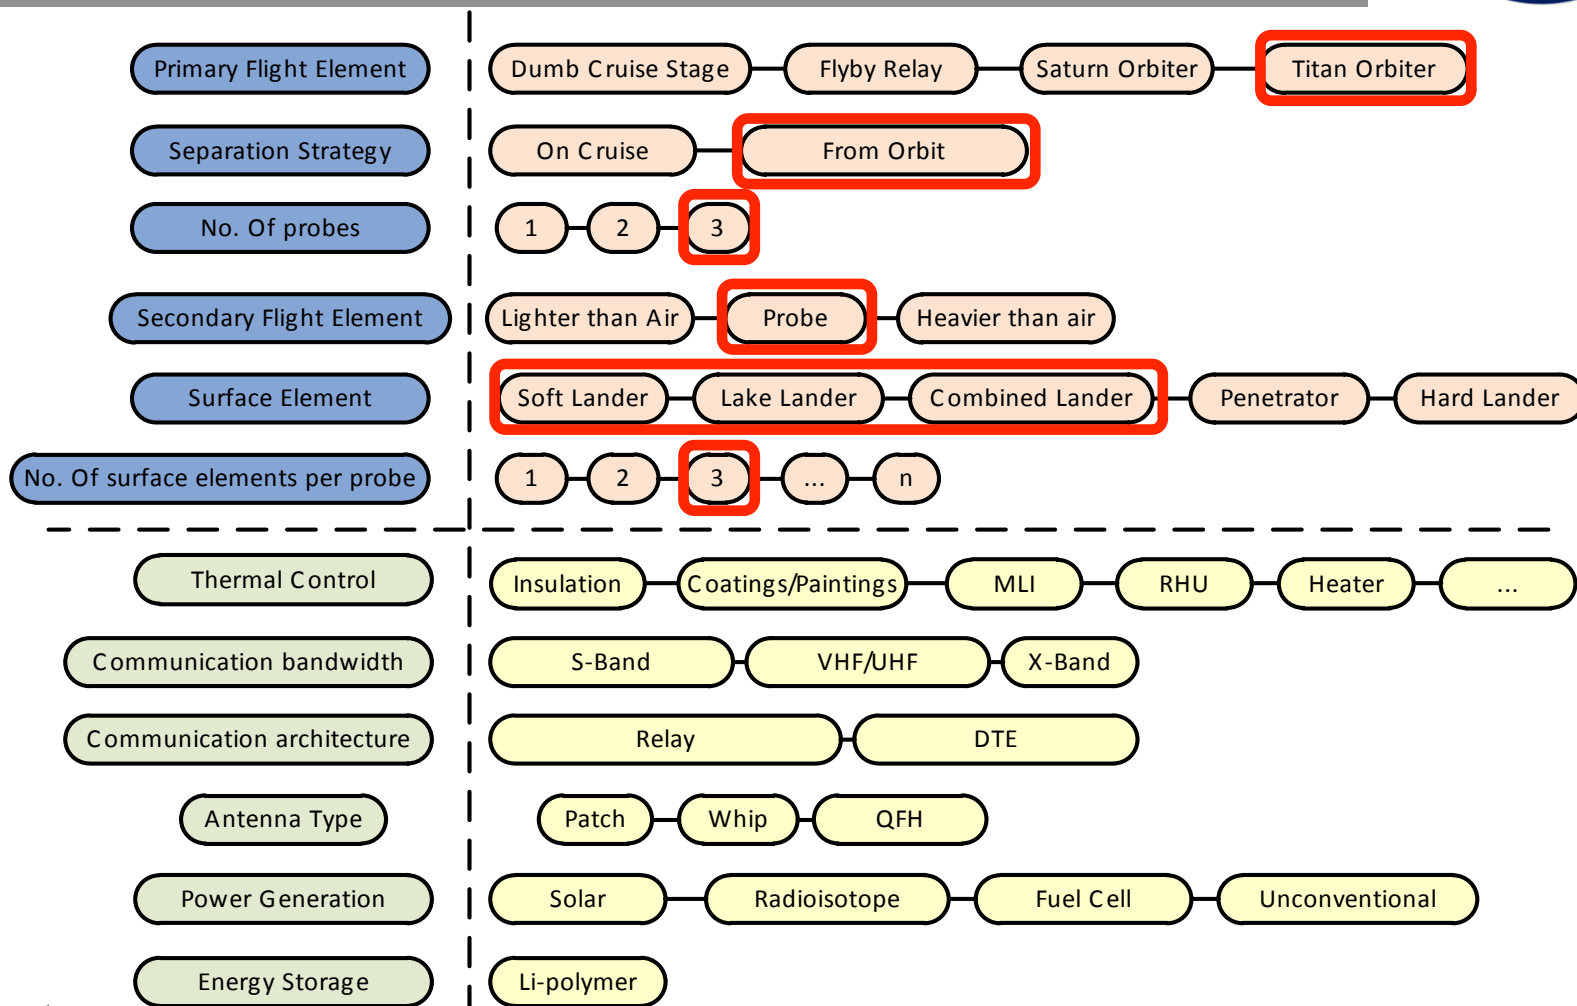 Primary Flight Element Dumb Cruise Stage Flyby Relay Saturn Orbiter Titan Orbiter
Separation Strategy On Cruise From Orbit
No. Of probes 1 2 3
Secondary Flight Element Lighter than Air Probe Heavier than air
Surface Element Soft Lander Lake Lander Combined Lander Penetrator Hard Lander
No. Of surface elements per probe 1 2 3 ... n
Thermal Control Insulation Coatings/Paintings MLI RHU Heater ...
Communication bandwidth S-Band VHF/UHF X-Band
Communication architecture Relay DTE
Antenna Type Patch Whip QFH
Power Generation Solar Radioisotope Fuel Cell Unconventional
Energy Storage Li-polymer